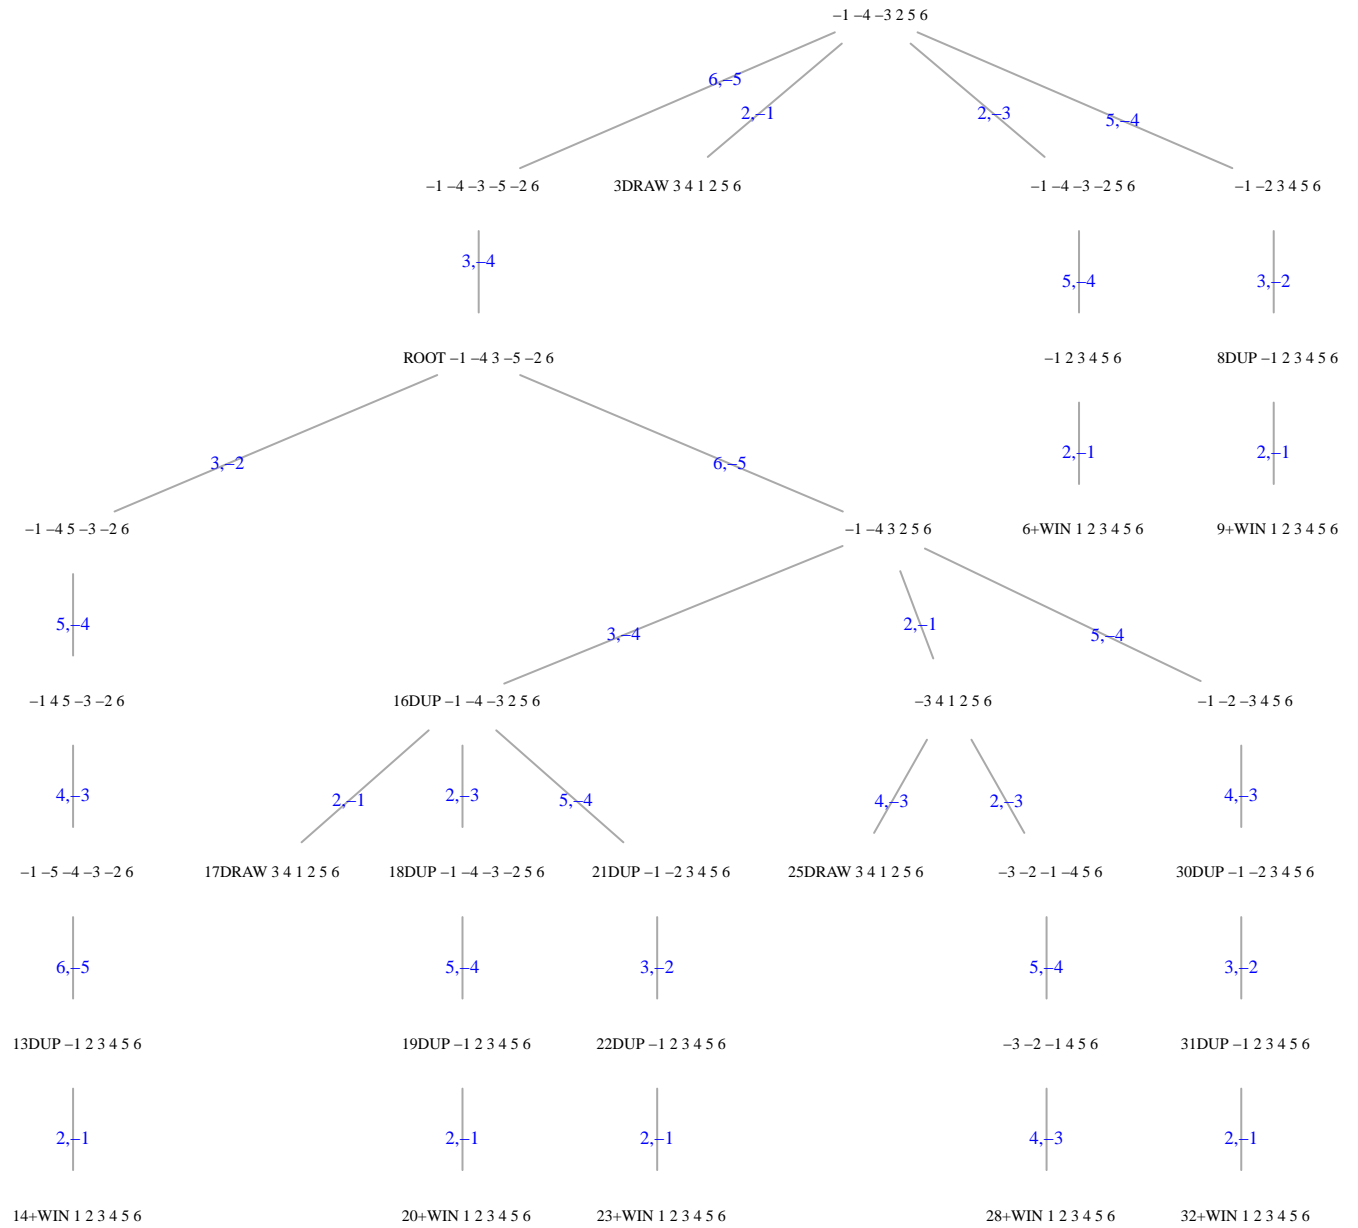 −1 −4 −3 2 5 6
6,−5
2,−1
2,−3
5,−4
−1 −4 −3 −5 −2 6
3DRAW 3 4 1 2 5 6
−1 −4 −3 −2 5 6
−1 −2 3 4 5 6
3,−4
5,−4
3,−2
ROOT −1 −4 3 −5 −2 6
−1 2 3 4 5 6
8DUP −1 2 3 4 5 6
3,−2
6,−5
2,−1
2,−1
−1 −4 5 −3 −2 6
−1 −4 3 2 5 6
6+WIN 1 2 3 4 5 6
9+WIN 1 2 3 4 5 6
5,−4
3,−4
2,−1
5,−4
−1 4 5 −3 −2 6
16DUP −1 −4 −3 2 5 6
−3 4 1 2 5 6
−1 −2 −3 4 5 6
4,−3
2,−1
2,−3
5,−4
4,−3
2,−3
4,−3
−1 −5 −4 −3 −2 6
17DRAW 3 4 1 2 5 6
18DUP −1 −4 −3 −2 5 6
21DUP −1 −2 3 4 5 6
25DRAW 3 4 1 2 5 6
−3 −2 −1 −4 5 6
30DUP −1 −2 3 4 5 6
6,−5
5,−4
3,−2
5,−4
3,−2
13DUP −1 2 3 4 5 6
19DUP −1 2 3 4 5 6
22DUP −1 2 3 4 5 6
−3 −2 −1 4 5 6
31DUP −1 2 3 4 5 6
2,−1
2,−1
2,−1
4,−3
2,−1
14+WIN 1 2 3 4 5 6
20+WIN 1 2 3 4 5 6
23+WIN 1 2 3 4 5 6
28+WIN 1 2 3 4 5 6
32+WIN 1 2 3 4 5 6